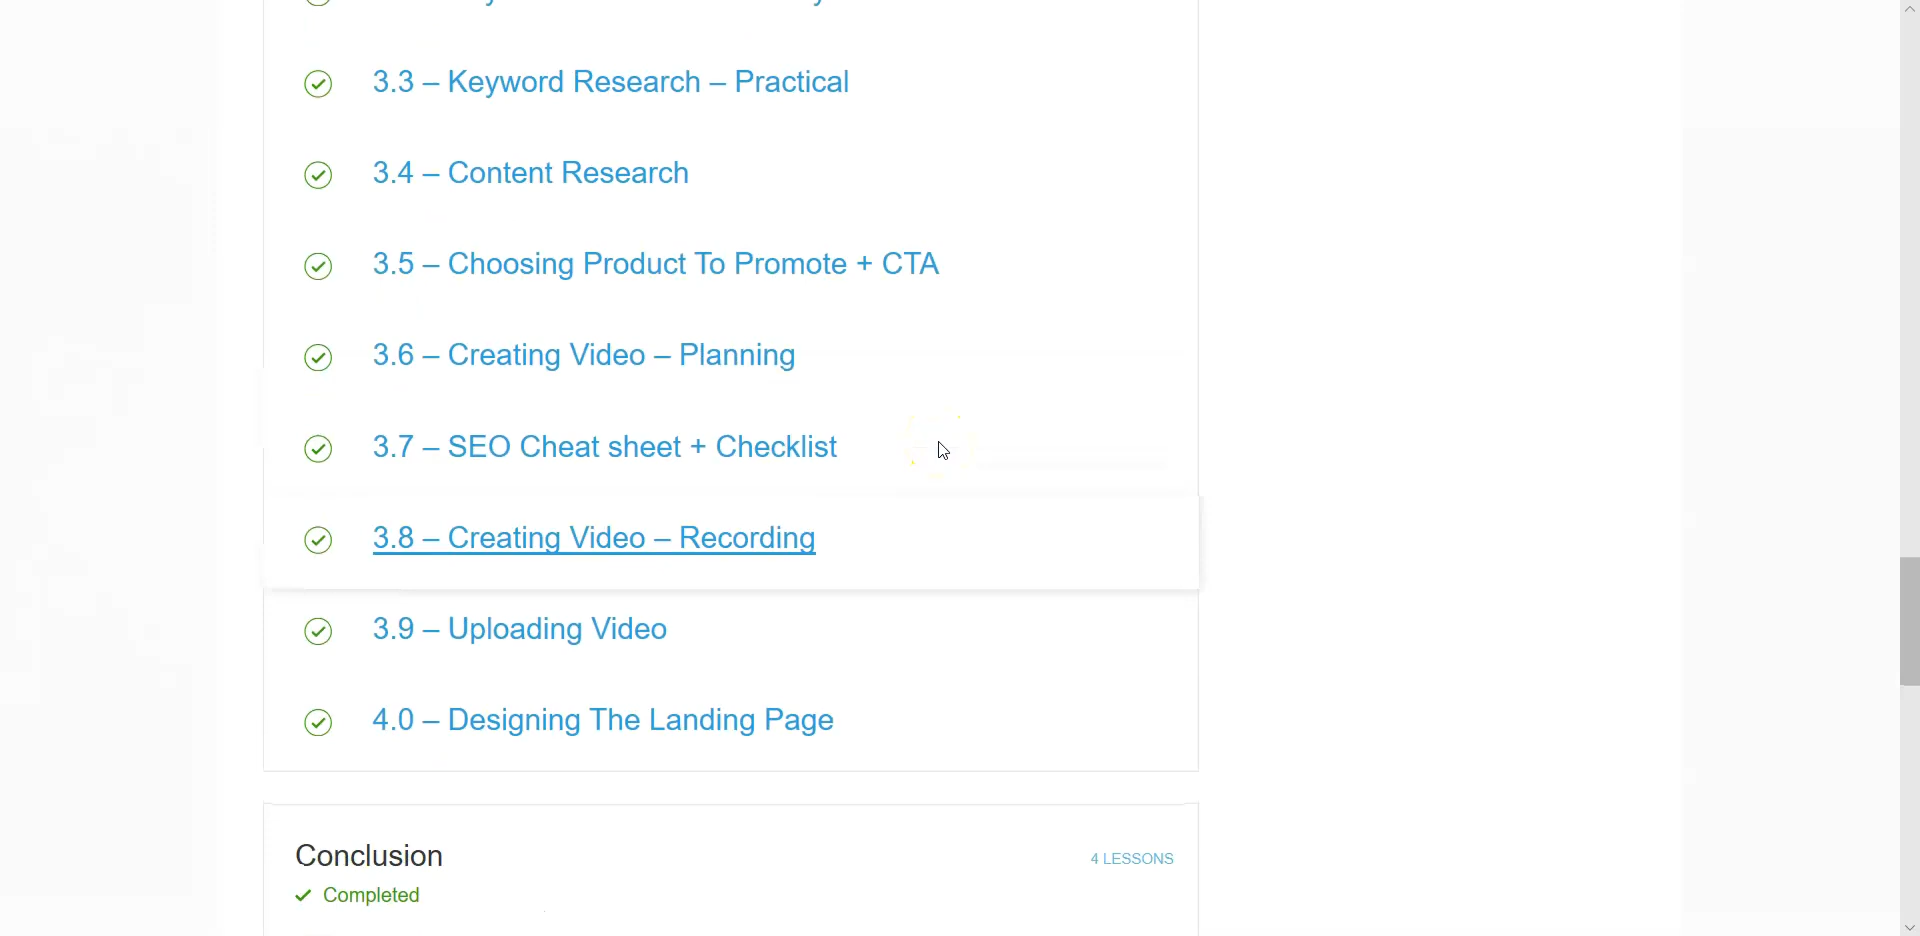 3.3 – Keyword Research – Practical
3.4 – Content Research
3.5 – Choosing Product To Promote + CTA
3.6 – Creating Video – Planning
3.7 – SEO Cheat sheet + Checklist
3.8 – Creating Video – Recording
3.9 – Uploading Video
4.0 – Designing The Landing Page
Conclusion
4 LESSONS
Completed